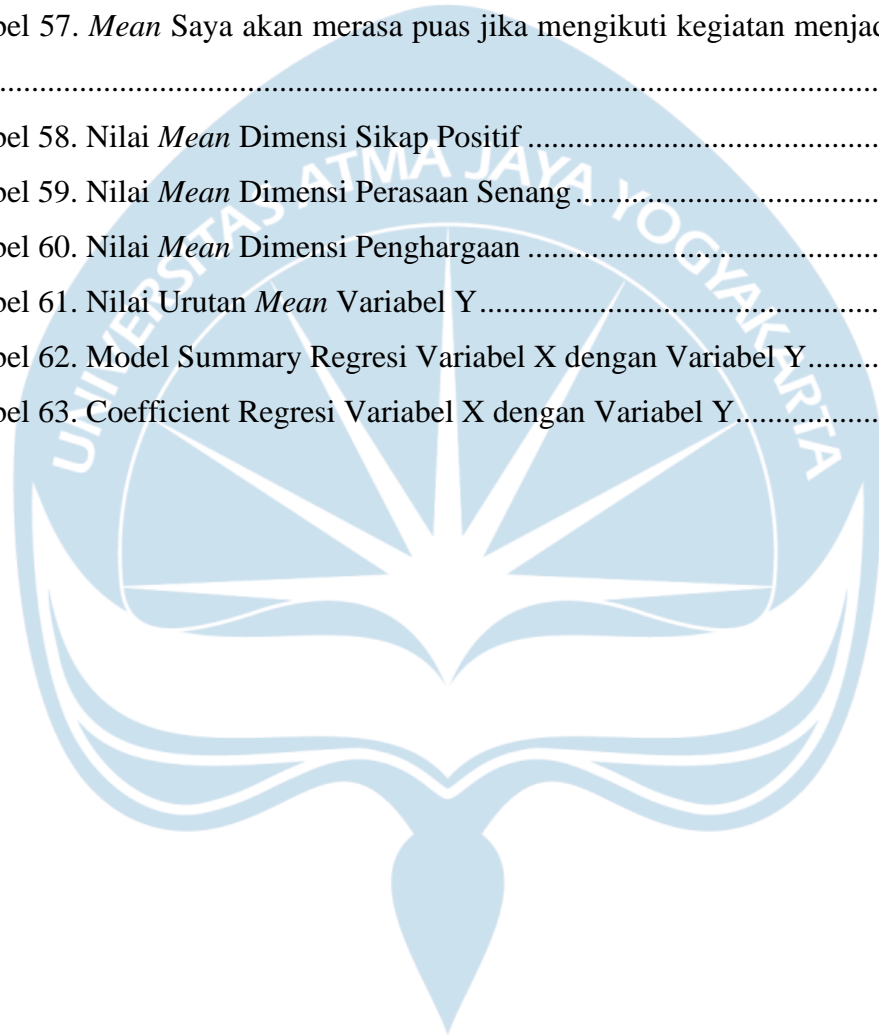 bel 57. Mean Saya akan merasa puas jika mengikuti kegiatan menjad
................................................................................................
bel 58. Nilai Mean Dimensi Sikap Positif ......................................
bel 59. Nilai Mean Dimensi Perasaan Senang .................................
bel 60. Nilai Mean Dimensi Penghargaan ......................................
bel 61. Nilai Urutan Mean Variabel Y...........................................
bel 62. Model Summary Regresi Variabel X dengan Variabel Y.........
bel 63. Coefficient Regresi Variabel X dengan Variabel Y..................
UNIVERSITAS ATMA JAYA YOGYAKARTA